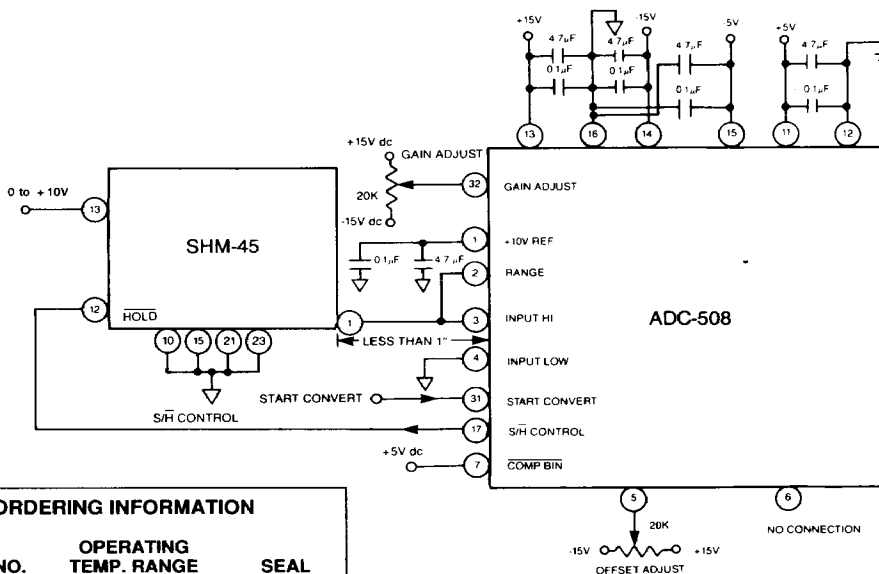 +15V
-15V
-5V
+5V
4.7µF
4.7µF
4.7µF
4.7µF
0.1µF
0.1µF
0.1µF
0.1µF
13
16
14
15
11
12
+15V dc
GAIN ADJUST
20K
-15V dc
32
GAIN ADJUST
0 to +10V
13
SHM-45
0.1µF
4.7µF
1
+10V REF
2
RANGE
12
HOLD
1
3
INPUT HI
ADC-508
LESS THAN 1"
10
15
21
23
4
INPUT LOW
START CONVERT
31
START CONVERT
S/H CONTROL
17
S/H CONTROL
+5V dc
7
COMP BIN
5
6
20K
NO CONNECTION
-15V
+15V
OFFSET ADJUST
ORDERING INFORMATION
OPERATING
NO. TEMP. RANGE SEAL